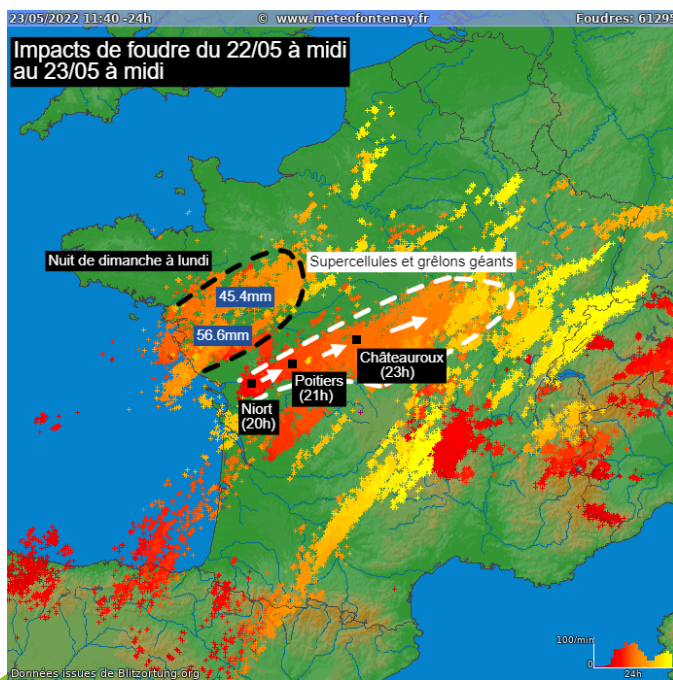 23/05/2022 11:40 -24h © www.meteofontenay.fr Foudres: 61295
Impacts de foudre du 22/05 à midi
au 23/05 à midi
Nuit de dimanche à lundi
Supercellules et grêlons géants
45.4mm
56.6mm
Châteauroux
(23h)
Poitiers
(21h)
Niort
(20h)
100/min
0
24h
Données issues de Blitzortung.org